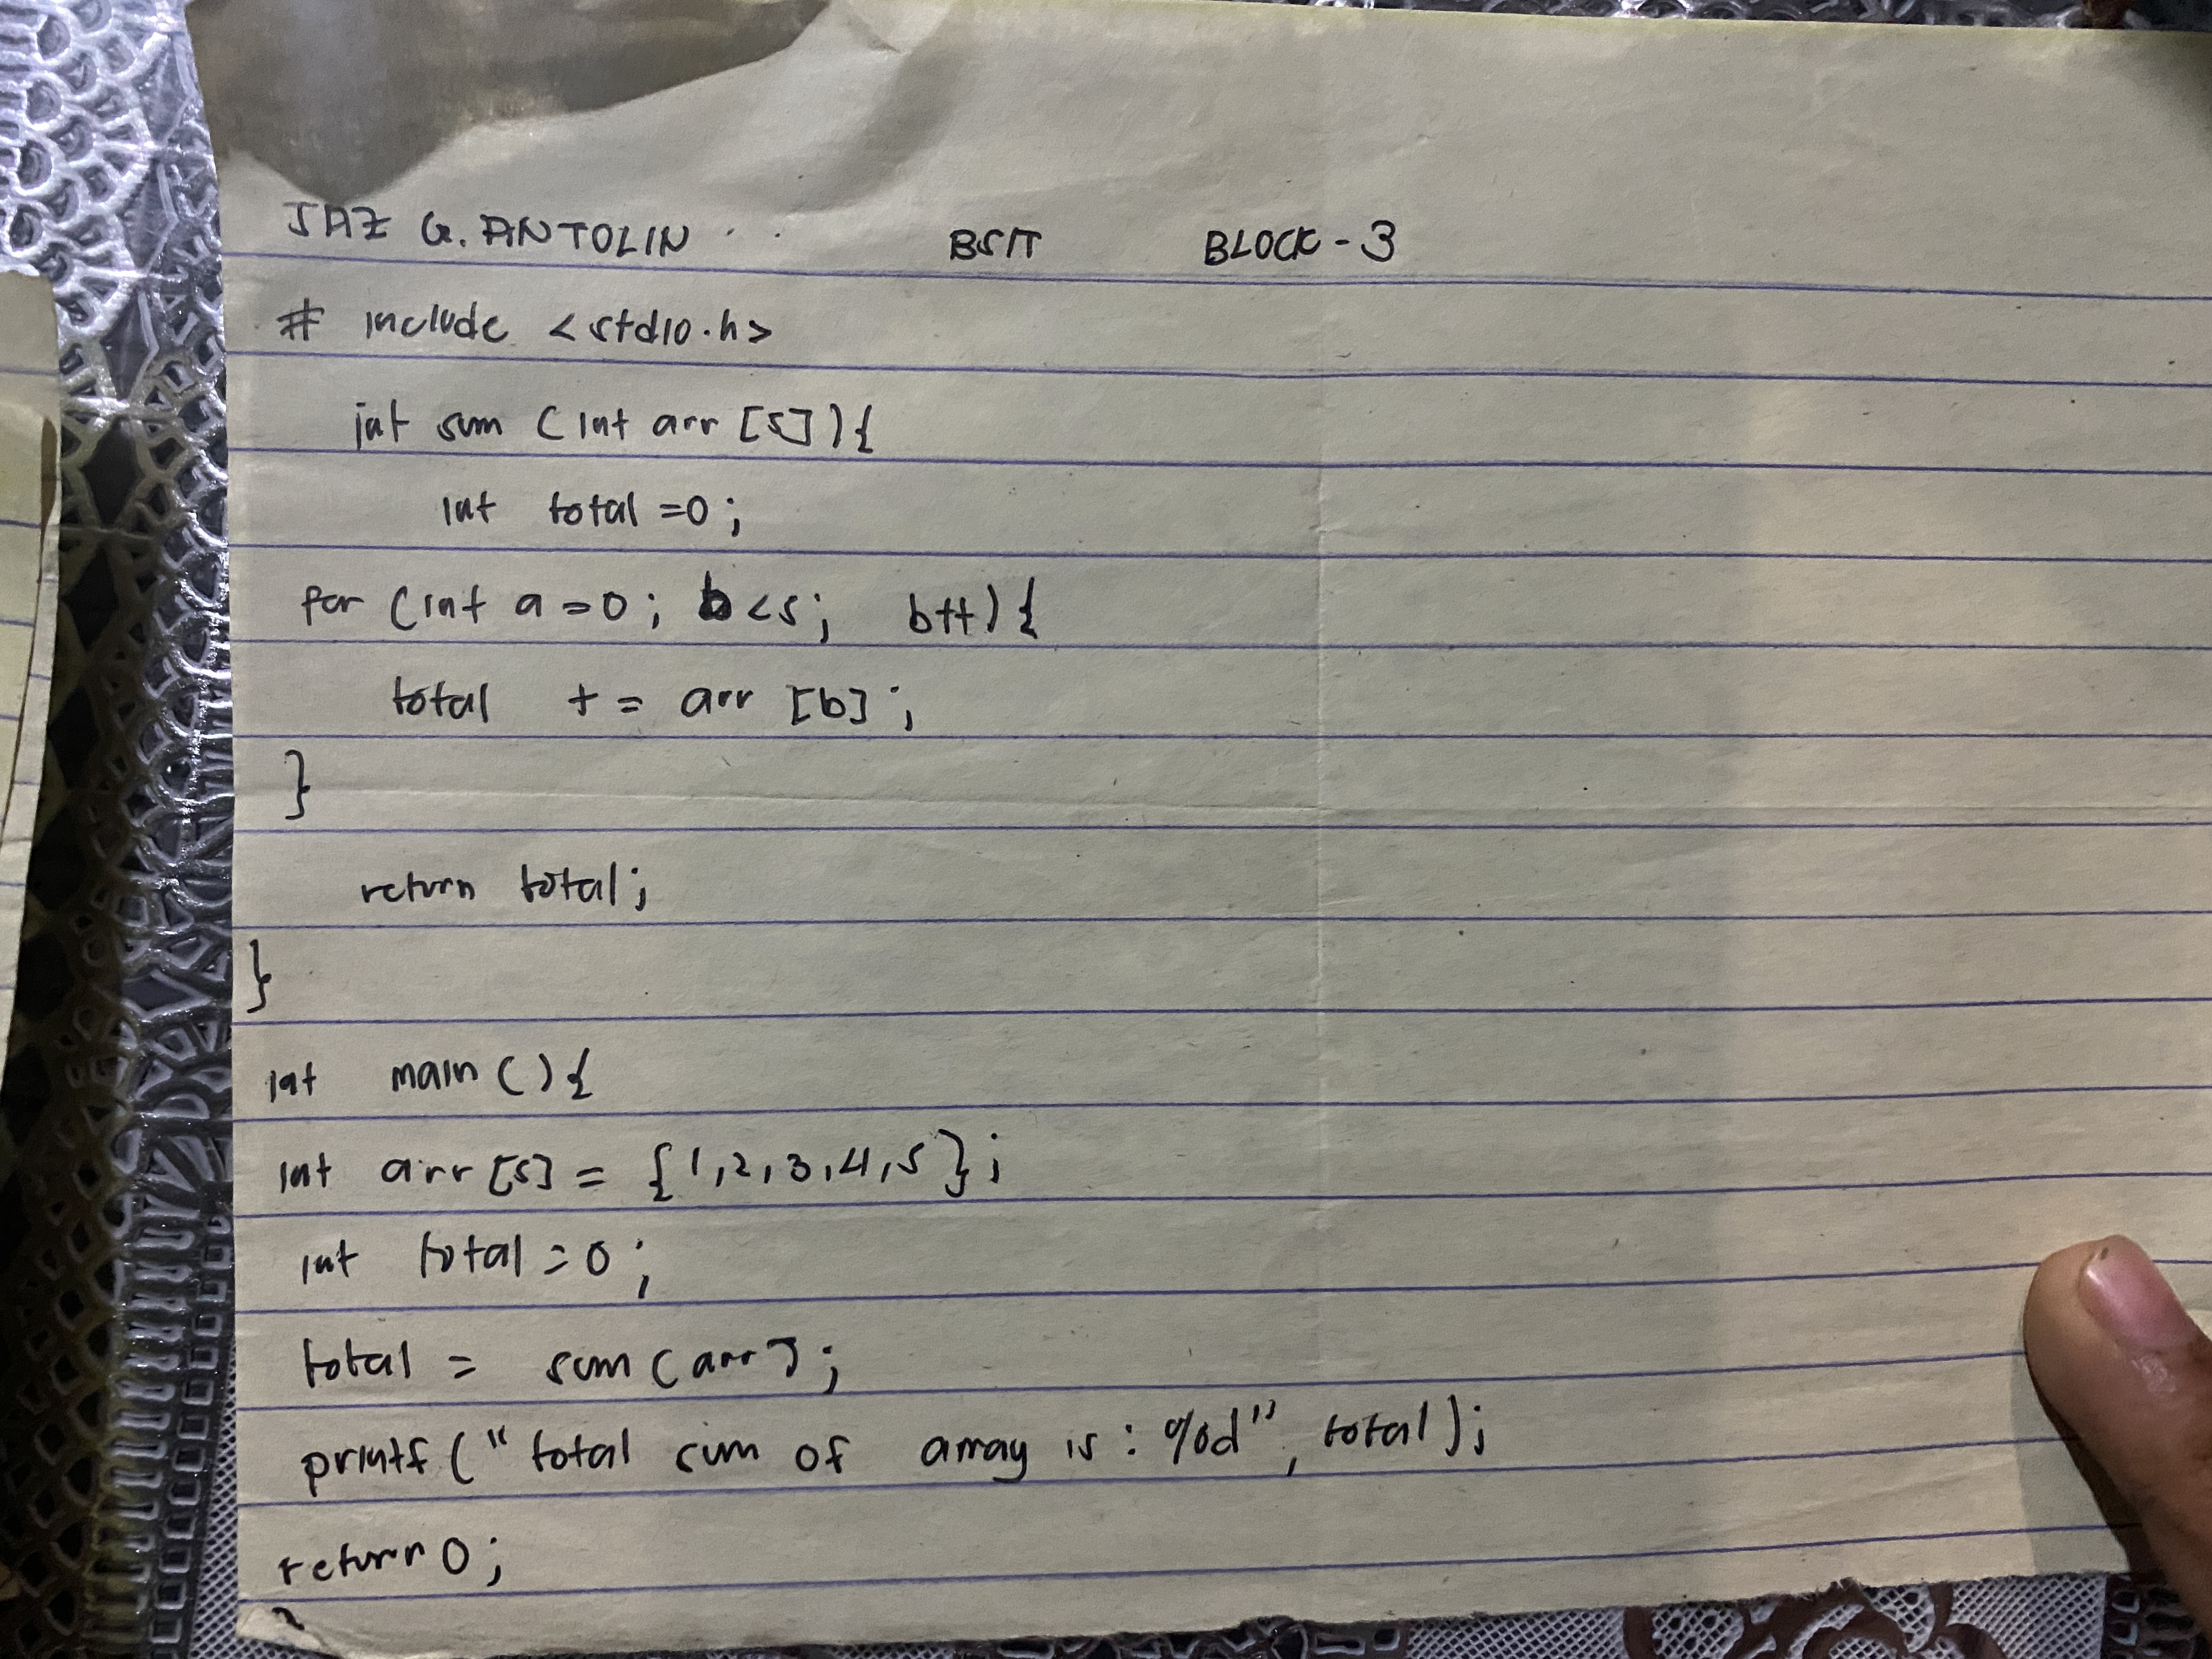 JAZ G. ANTOLIN BSIT BLOCK-3
# include <stdio.h>
int sum (int arr [5]){
int total =0;
for (int a=0; b<5; b++){
total += arr [b];
}
return total;
}
int main(){
int arr[5] = {1,2,3,4,5};
int total=0;
total = sum(arr];
printf("total sum of array is: %d", total);
return 0;
}